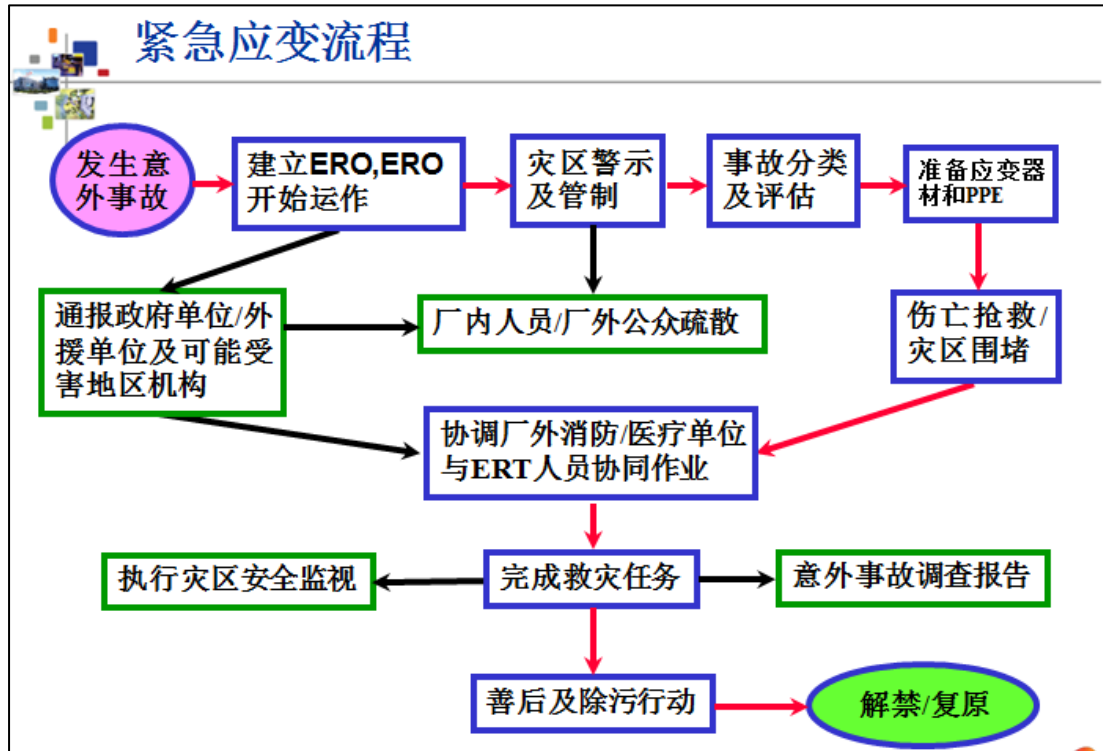 紧急应变流程
发生意
外事故
建立ERO,ERO
开始运作
灾区警示
及管制
事故分类
及评估
准备应变器
材和PPE
通报政府单位/外
援单位及可能受
害地区机构
厂内人员/厂外公众疏散
伤亡抢救/
灾区围堵
协调厂外消防/医疗单位
与ERT人员协同作业
执行灾区安全监视
完成救灾任务
意外事故调查报告
善后及除污行动
解禁/复原